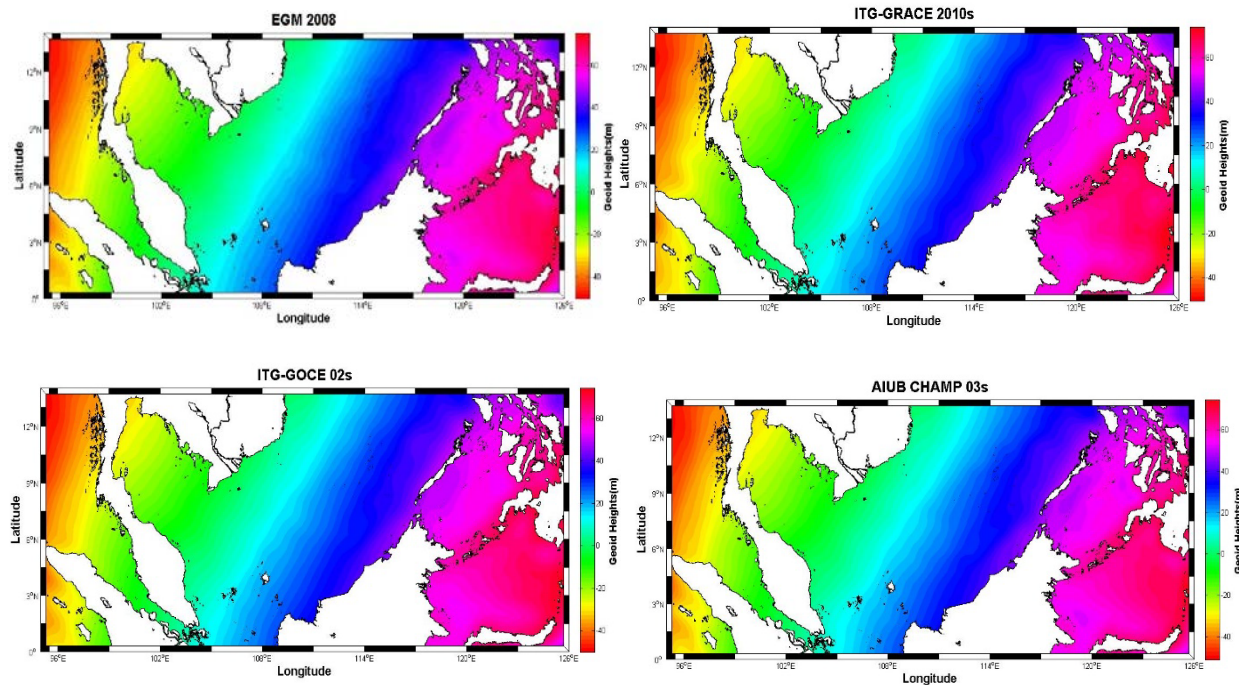 EGM 2008
12°N
9°N
6°N
3°N
0°
Latitude
96°E 102°E 108°E 114°E 120°E 126°E
Longitude
60
40
20
0
-20
-40
Geoid Heights(m)
ITG-GRACE 2010s
12°N
9°N
6°N
3°N
0°
Latitude
96°E 102°E 108°E 114°E 120°E 126°E
Longitude
60
40
20
0
-20
-40
Geoid Heights(m)
ITG-GOCE 02s
12°N
9°N
6°N
3°N
0°
Latitude
96°E 102°E 108°E 114°E 120°E 126°E
Longitude
60
40
20
0
-20
-40
Geoid Heights(m)
AIUB CHAMP 03s
12°N
9°N
6°N
3°N
0°
Latitude
96°E 102°E 108°E 114°E 120°E 126°E
Longitude
60
40
20
0
-20
-40
Geoid Heights(m)